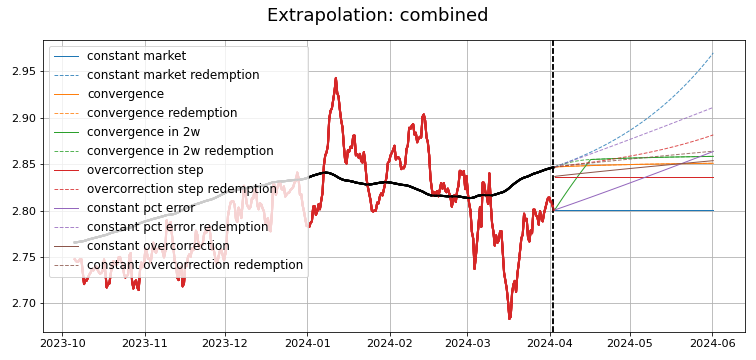 Extrapolation: combined
constant market
constant market redemption
convergence
convergence redemption
convergence in 2w
convergence in 2w redemption
overcorrection step
overcorrection step redemption
constant pct error
constant pct error redemption
constant overcorrection
constant overcorrection redemption
2.95
2.90
2.85
2.80
2.75
2.70
2023-10 2023-11 2023-12 2024-01 2024-02 2024-03 2024-04 2024-05 2024-06